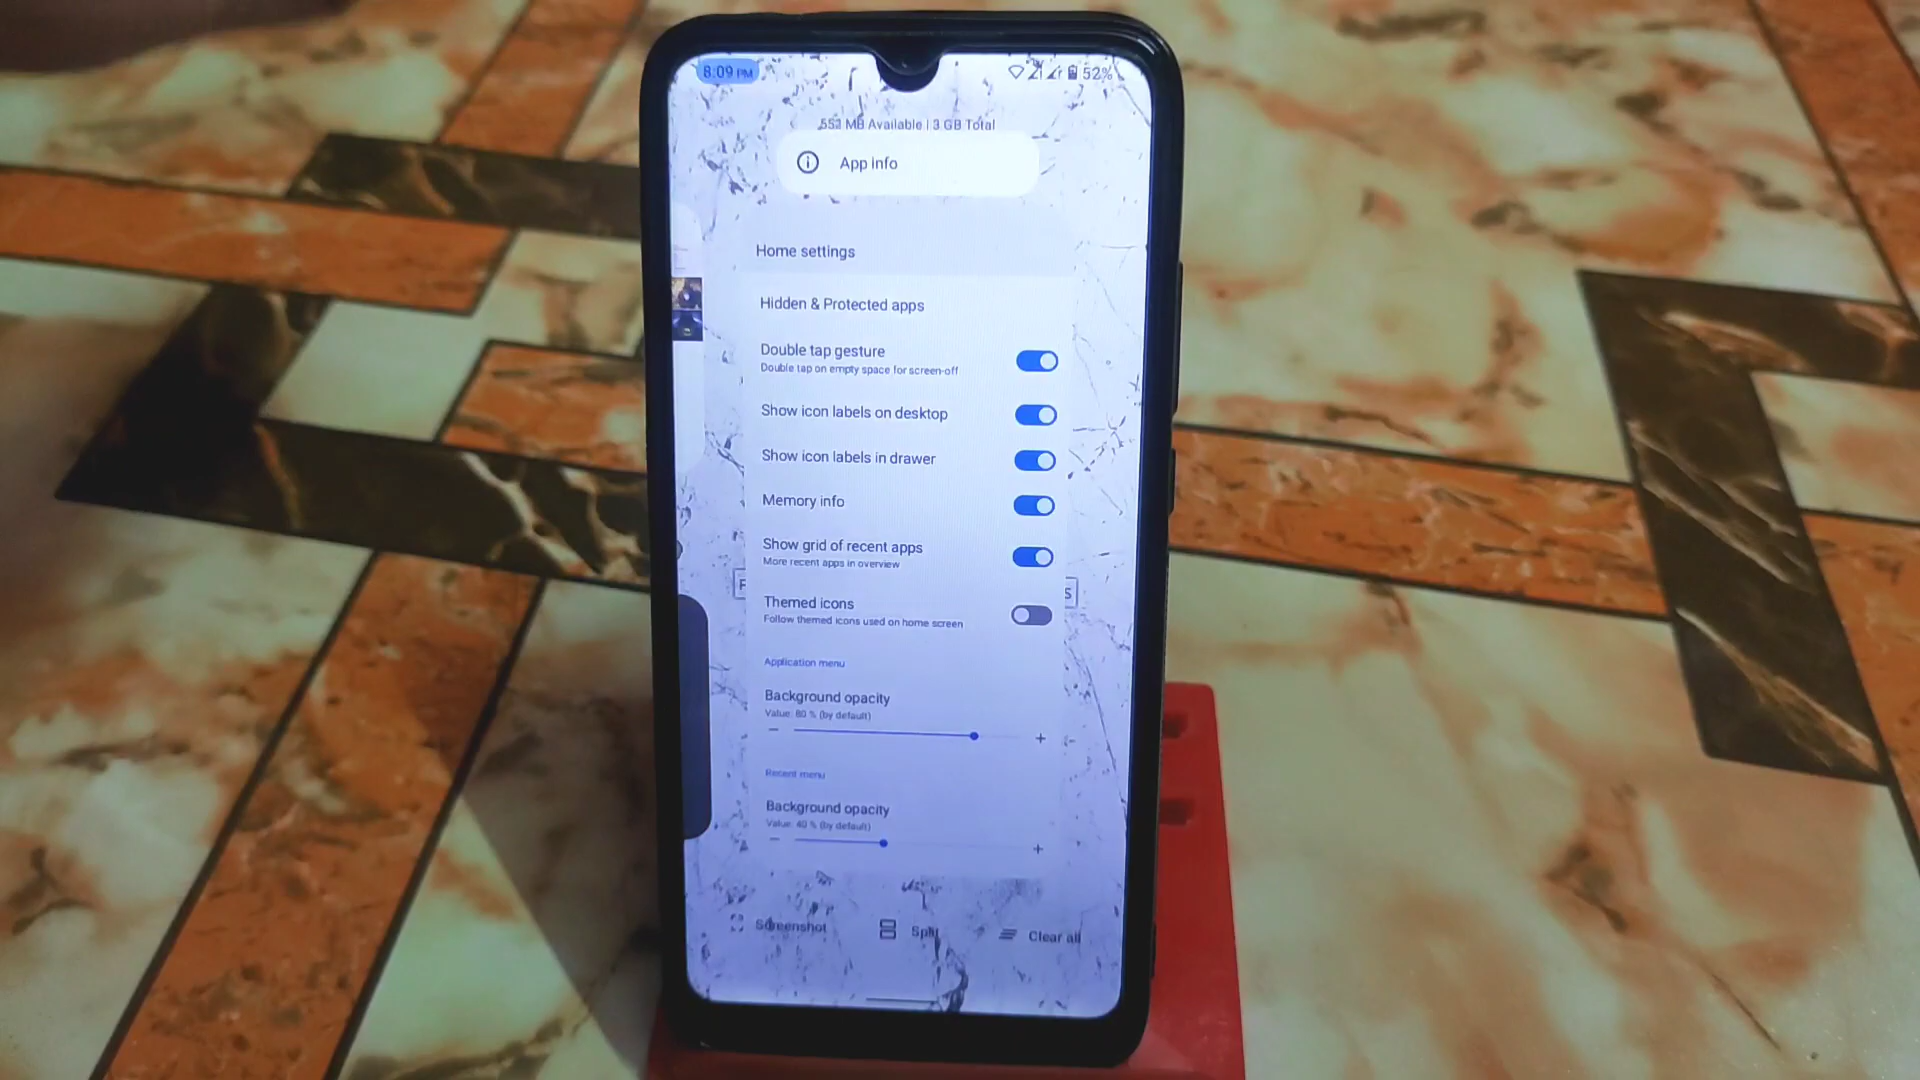 8:09 PM
52%
552 MB Available | 3 GB Total
App info
Home settings
Hidden & Protected apps
Double tap gesture
Double tap on empty space for screen-off
Show icon labels on desktop
Show icon labels in drawer
Memory info
Show grid of recent apps
More recent apps in overview
Themed icons
Follow themed icons used on home screen
Application menu
Background opacity
Value: 80 % (by default)
− +
Recent menu
Background opacity
Value: 40 % (by default)
− +
Screenshot
Split
Clear all